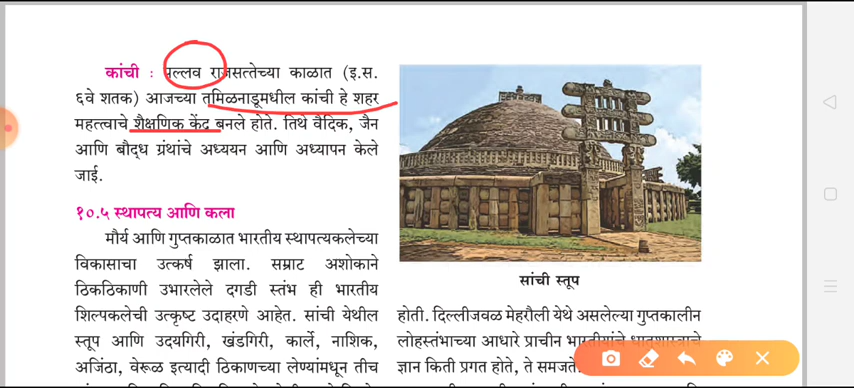 कांची : पल्लव राजसत्तेच्या काळात (इ.स.
६वे शतक) आजच्या तमिळनाडूमधील कांची हे शहर
महत्त्वाचे शैक्षणिक केंद्र बनले होते. तिथे वैदिक, जैन
आणि बौद्ध ग्रंथांचे अध्ययन आणि अध्यापन केले
जाई.
१०.५ स्थापत्य आणि कला
मौर्य आणि गुप्तकाळात भारतीय स्थापत्यकलेच्या
विकासाचा उत्कर्ष झाला. सम्राट अशोकाने
ठिकठिकाणी उभारलेले दगडी स्तंभ ही भारतीय
शिल्पकलेची उत्कृष्ट उदाहरणे आहेत. सांची येथील
स्तूप आणि उदयगिरी, खंडगिरी, कार्ले, नाशिक,
अजिंठा, वेरूळ इत्यादी ठिकाणच्या लेण्यांमधून तीच
सांची स्तूप
होती. दिल्लीजवळ मेहरौली येथे असलेल्या गुप्तकालीन
लोहस्तंभाच्या आधारे प्राचीन भारतीयांचे धातुशास्त्राचे
ज्ञान किती प्रगत होते, ते समजते.